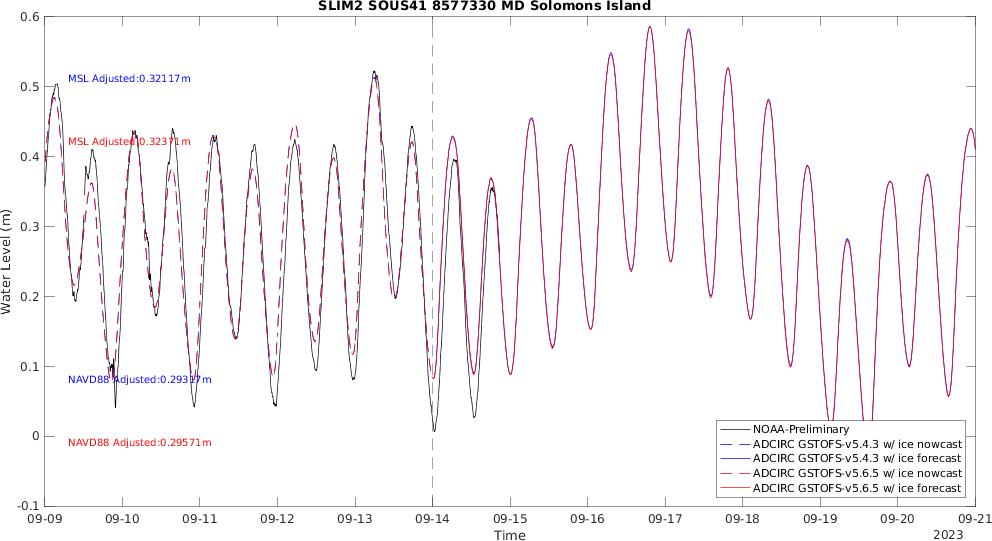 SLIM2 SOUS41 8577330 MD Solomons Island
Water Level (m)
0.6
0.5
0.4
0.3
0.2
0.1
0
-0.1
MSL Adjusted:0.32117m
MSL Adjusted:0.32371m
NAVD88 Adjusted:0.29317m
NAVD88 Adjusted:0.29571m
NOAA-Preliminary
ADCIRC GSTOFS-v5.4.3 w/ ice nowcast
ADCIRC GSTOFS-v5.4.3 w/ ice forecast
ADCIRC GSTOFS-v5.6.5 w/ ice nowcast
ADCIRC GSTOFS-v5.6.5 w/ ice forecast
09-09 09-10 09-11 09-12 09-13 09-14 09-15 09-16 09-17 09-18 09-19 09-20 09-21
Time
2023